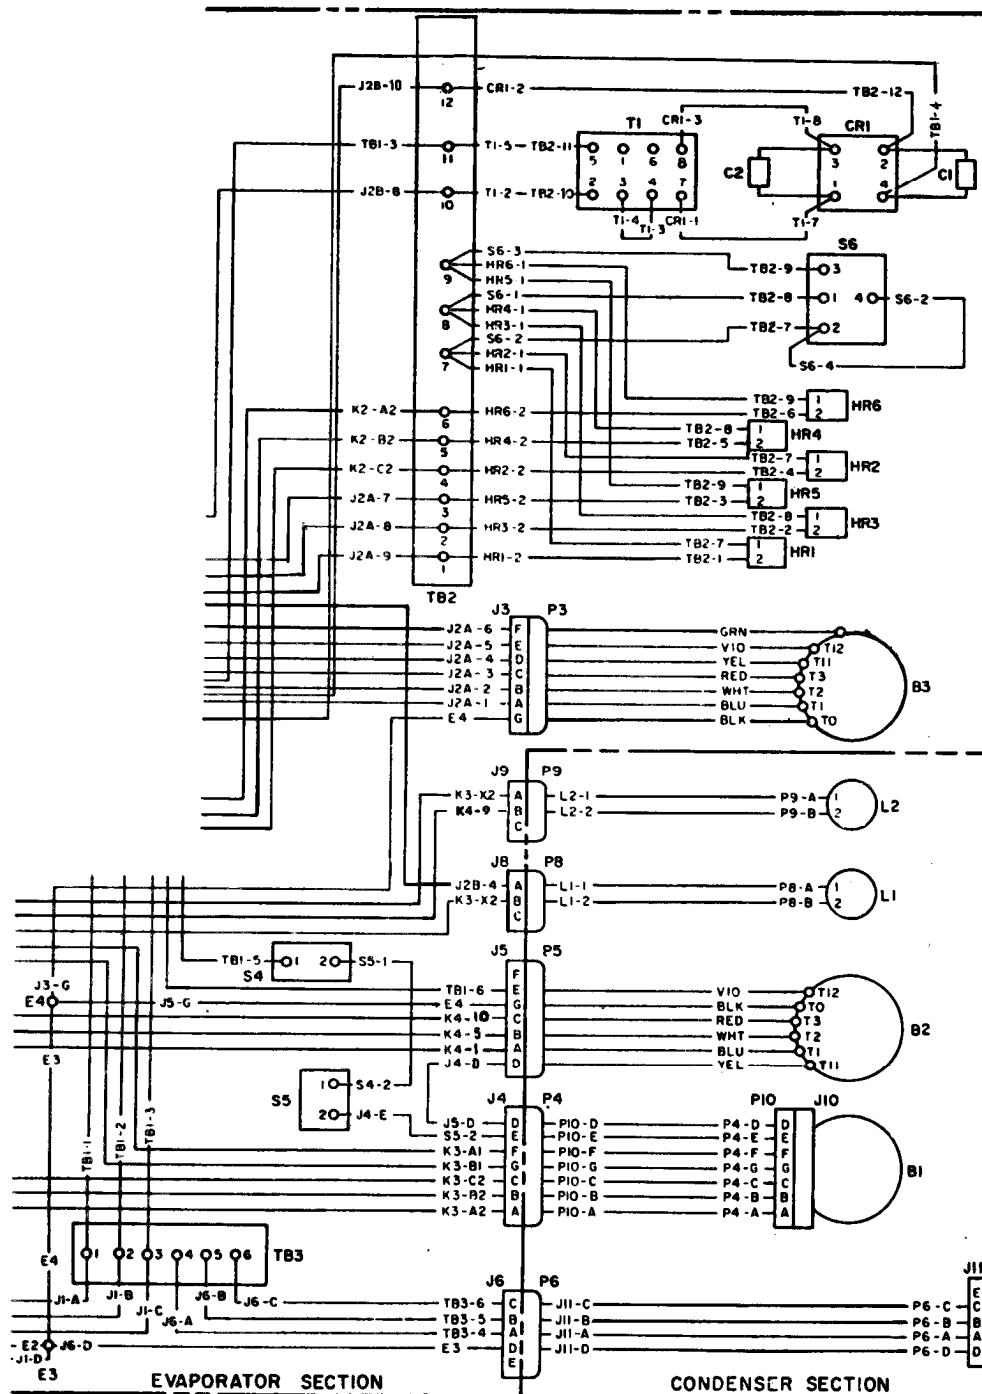 J2B-10 12 CR1-2 TB2-12
TB1-4
T1 CR1-3 T1-8 CR1
TB1-3 11 T1-5 TB2-11 5 1 6 8
C2 3 2 C1
J2B-8 10 T1-2 TB2-10 2 3 4 7
1 4
T1-4 T1-3 CR1-1 T1-7
S6
S6-3
9 HR6-1 TB2-9 3
HR5-1
S6-1 TB2-8 1 4 S6-2
8 HR4-1
HR3-1 TB2-7 2
S6-2
7 HR2-1 S6-4
HR1-1
TB2-9 1 HR6
K2-A2 6 HR6-2 TB2-6 2
TB2-8 1 HR4
K2-B2 5 HR4-2 TB2-5 2
TB2-7 1 HR2
K2-C2 4 HR2-2 TB2-4 2
TB2-9 1 HR5
J2A-7 3 HR5-2 TB2-3 2
TB2-8 1 HR3
J2A-8 2 HR3-2 TB2-2 2
TB2-7 1 HR1
J2A-9 1 HR1-2 TB2-1 2
TB2
J3 P3
J2A-6 F GRN
J2A-5 E VIO T12
J2A-4 D YEL T11
J2A-3 C RED T3
J2A-2 B WHT T2 B3
J2A-1 A BLU T1
E4 G BLK T0
J9 P9
K3-X2 A L2-1 P9-A 1 L2
K4-9 B L2-2 P9-B 2
C
J8 P8
J2B-4 A L1-1 P8-A 1 L1
K3-X2 B L1-2 P8-B 2
C
J5 P5
TB1-5 1 2 S5-1
S4
F
TB1-6 E VIO T12
J3-G
E4 J5-G E4 G BLK T0
K4-10 C RED T3
K4-5 B WHT T2 B2
K4-1 A BLU T1
J4-D D YEL T11
E3
1 S4-2
S5
2 J4-E
J4 P4 P10 J10
J5-D D P10-D P4-D D
S5-2 E P10-E P4-E E
K3-A1 F P10-F P4-F F
K3-B1 G P10-G P4-G G B1
K3-C2 C P10-C P4-C C
K3-B2 B P10-B P4-B B
K3-A2 A P10-A P4-A A
TB1-1 TB1-2 TB1-3
E4 1 2 3 4 5 6 TB3
J1-A J1-B J1-C J6-A J6-B J6-C
J6 P6 J11
E
TB3-6 C J11-C P6-C C
TB3-5 B J11-B P6-B B
TB3-4 A J11-A P6-A A
E2 J6-D E3 D J11-D P6-D D
E
J1-D
E3
EVAPORATOR SECTION CONDENSER SECTION